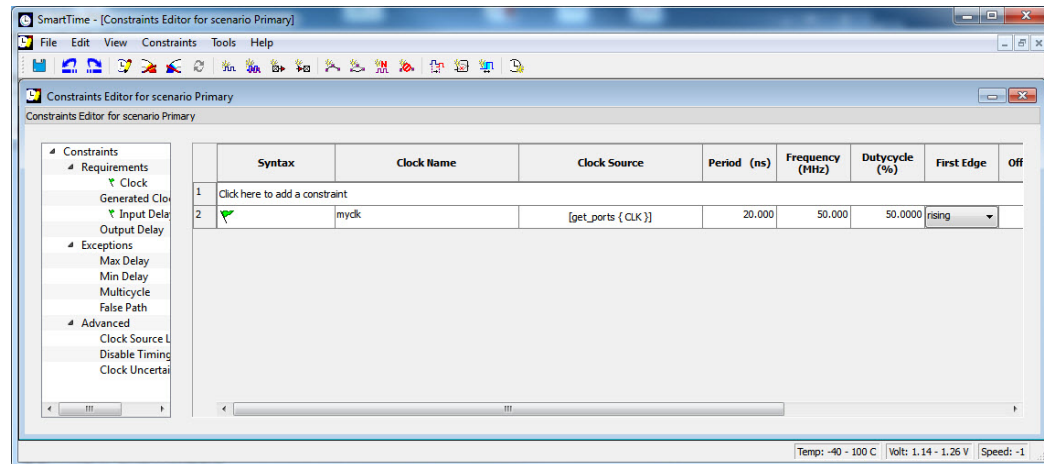 SmartTime - [Constraints Editor for scenario Primary]
File Edit View Constraints Tools Help
Constraints Editor for scenario Primary
Constraints Editor for scenario Primary
Constraints
Requirements
Clock
Generated Clo
Input Dela
Output Delay
Exceptions
Max Delay
Min Delay
Multicycle
False Path
Advanced
Clock Source L
Disable Timing
Clock Uncertai
Syntax Clock Name Clock Source Period (ns) Frequency (MHz) Dutycycle (%) First Edge Off
1 Click here to add a constraint
2 myclk [get_ports { CLK }] 20.000 50.000 50.0000 rising
Temp: -40 - 100 C Volt: 1.14 - 1.26 V Speed: -1